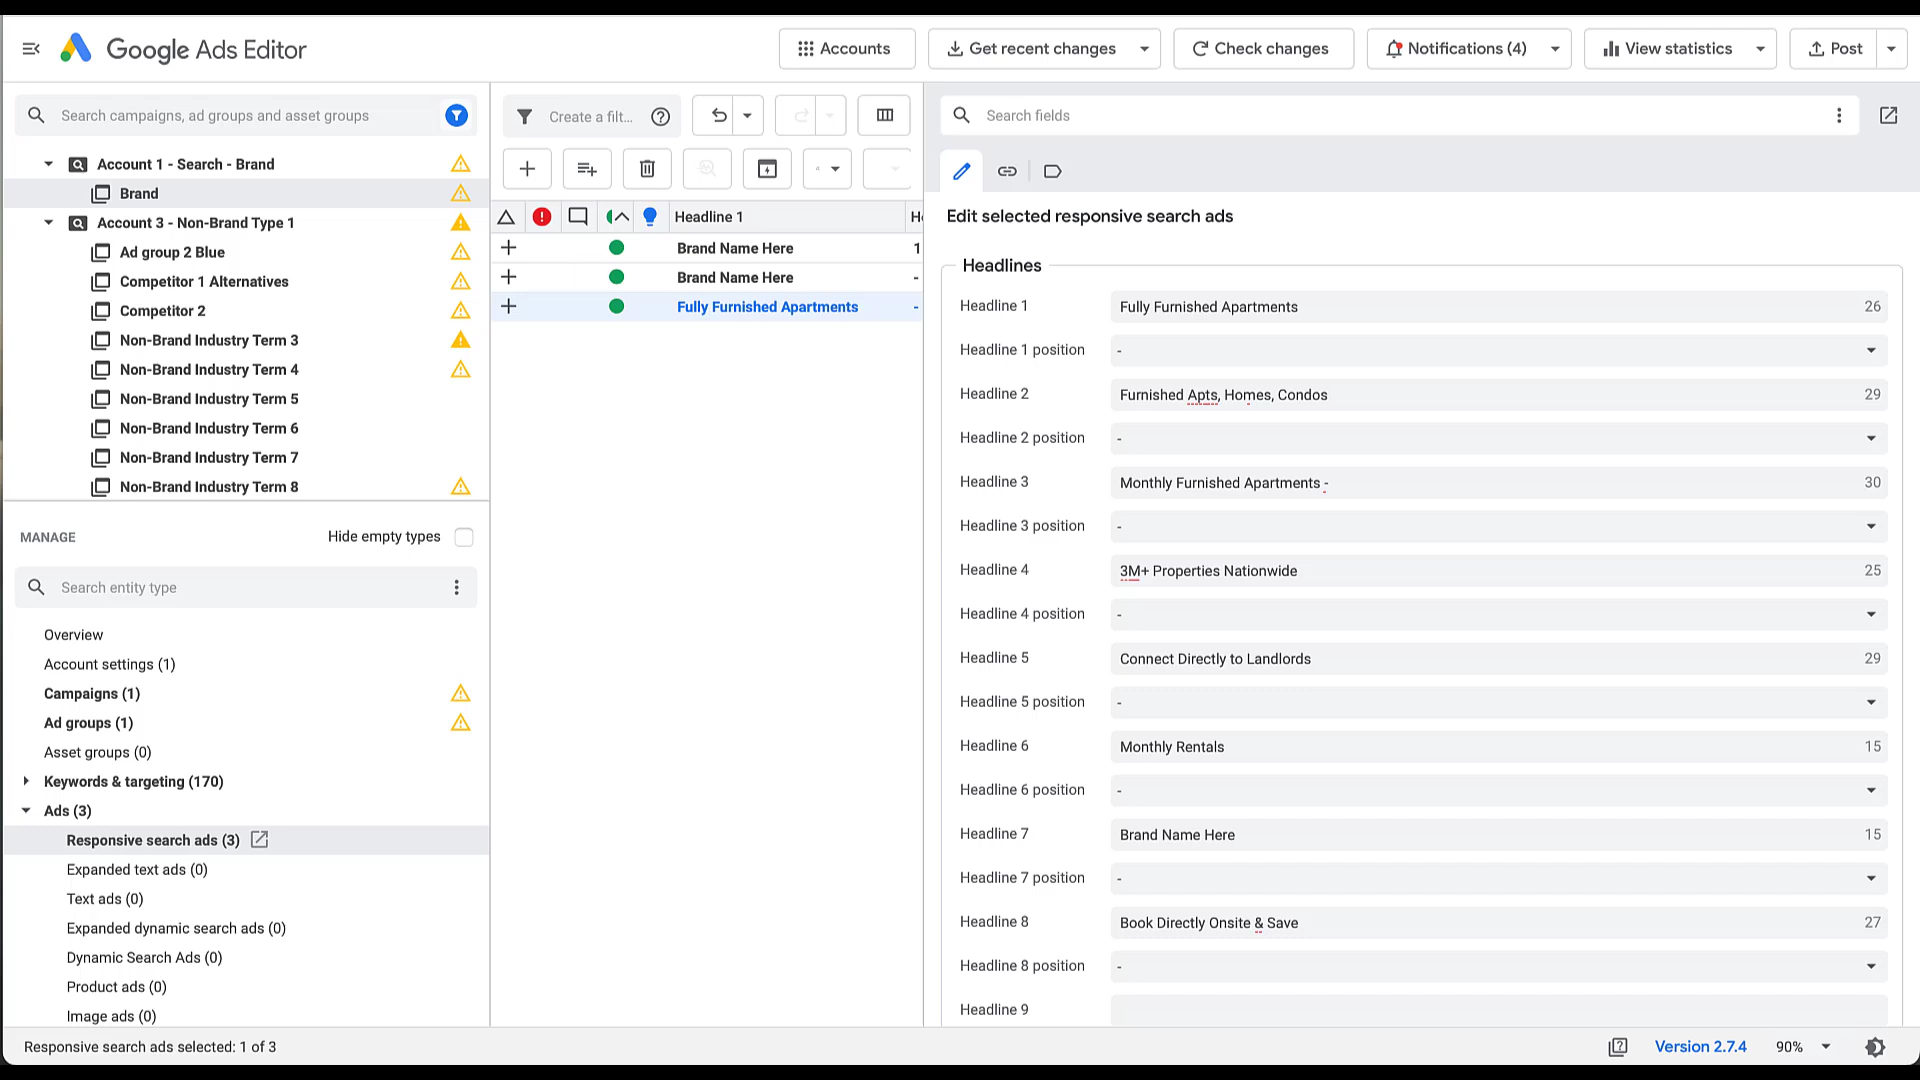 Google Ads Editor
Accounts
Get recent changes
Check changes
Notifications (4)
View statistics
Post
Search campaigns, ad groups and asset groups
Account 1 - Search - Brand
Brand
Account 3 - Non-Brand Type 1
Ad group 2 Blue
Competitor 1 Alternatives
Competitor 2
Non-Brand Industry Term 3
Non-Brand Industry Term 4
Non-Brand Industry Term 5
Non-Brand Industry Term 6
Non-Brand Industry Term 7
Non-Brand Industry Term 8
MANAGE
Hide empty types
Search entity type
Overview
Account settings (1)
Campaigns (1)
Ad groups (1)
Asset groups (0)
Keywords & targeting (170)
Ads (3)
Responsive search ads (3)
Expanded text ads (0)
Text ads (0)
Expanded dynamic search ads (0)
Dynamic Search Ads (0)
Product ads (0)
Image ads (0)
Create a filt...
Headline 1
Brand Name Here 1
Brand Name Here -
Fully Furnished Apartments -
Search fields
Edit selected responsive search ads
Headlines
Headline 1 Fully Furnished Apartments 26
Headline 1 position -
Headline 2 Furnished Apts, Homes, Condos 29
Headline 2 position -
Headline 3 Monthly Furnished Apartments - 30
Headline 3 position -
Headline 4 3M+ Properties Nationwide 25
Headline 4 position -
Headline 5 Connect Directly to Landlords 29
Headline 5 position -
Headline 6 Monthly Rentals 15
Headline 6 position -
Headline 7 Brand Name Here 15
Headline 7 position -
Headline 8 Book Directly Onsite & Save 27
Headline 8 position -
Headline 9
Responsive search ads selected: 1 of 3
Version 2.7.4
90%